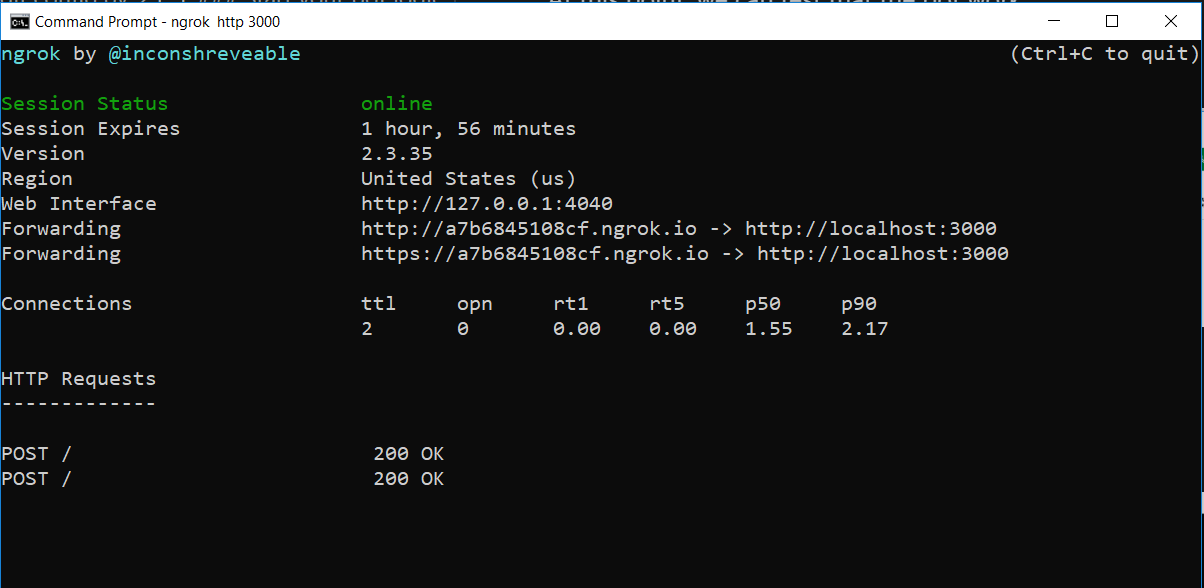 Command Prompt - ngrok http 3000
ngrok by @inconshreveable (Ctrl+C to quit)
Session Status online
Session Expires 1 hour, 56 minutes
Version 2.3.35
Region United States (us)
Web Interface http://127.0.0.1:4040
Forwarding http://a7b6845108cf.ngrok.io -> http://localhost:3000
Forwarding https://a7b6845108cf.ngrok.io -> http://localhost:3000
Connections ttl opn rt1 rt5 p50 p90
2 0 0.00 0.00 1.55 2.17
HTTP Requests
-------------
POST / 200 OK
POST / 200 OK